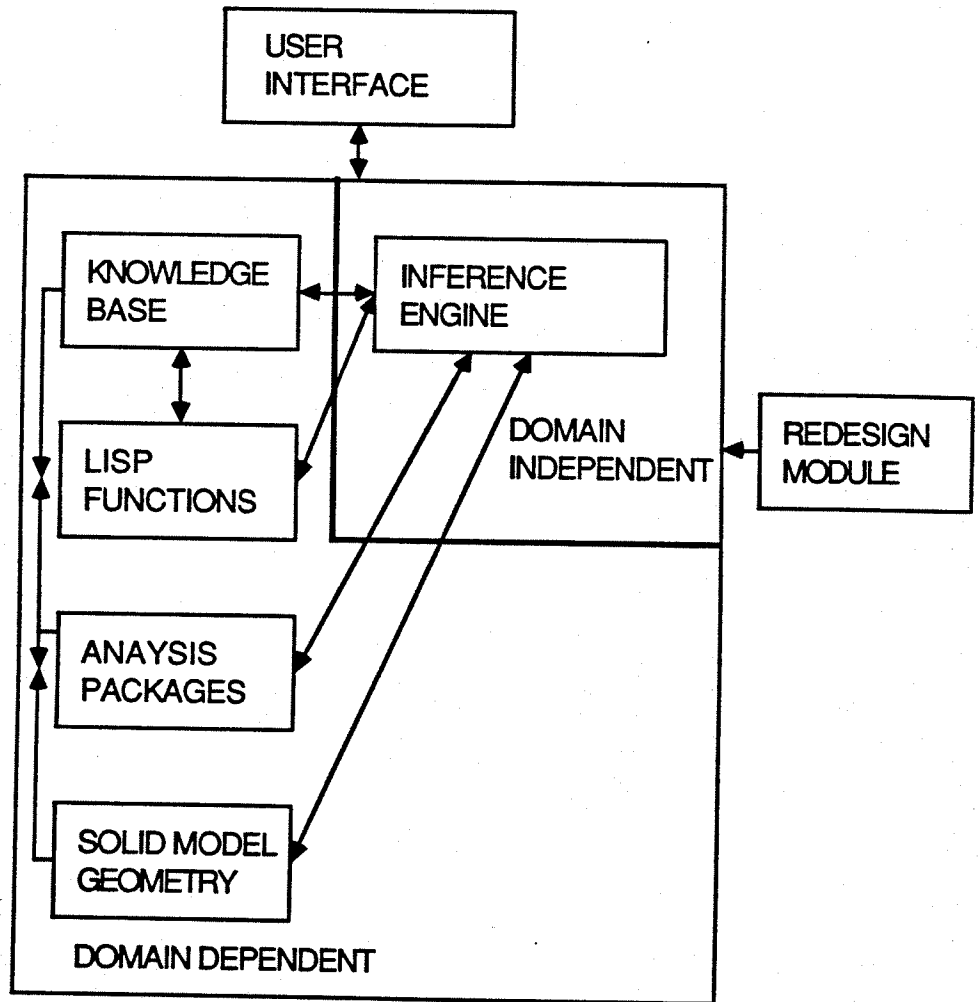 USER
INTERFACE
KNOWLEDGE
BASE
INFERENCE
ENGINE
LISP
FUNCTIONS
DOMAIN
INDEPENDENT
REDESIGN
MODULE
ANAYSIS
PACKAGES
SOLID MODEL
GEOMETRY
DOMAIN DEPENDENT